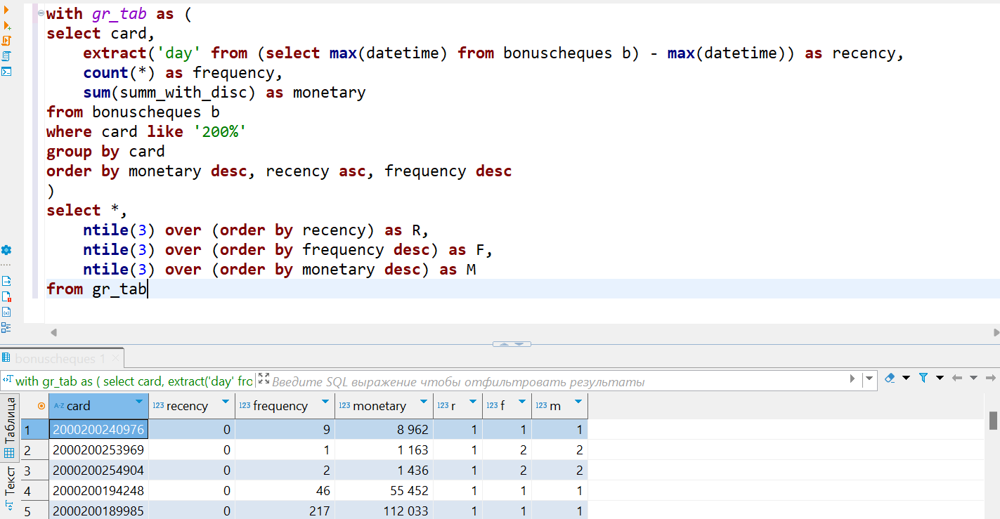 with gr_tab as (
select card,
extract('day' from (select max(datetime) from bonuscheques b) - max(datetime)) as recency,
count(*) as frequency,
sum(summ_with_disc) as monetary
from bonuscheques b
where card like '200%'
group by card
order by monetary desc, recency asc, frequency desc
)
select *,
ntile(3) over (order by recency) as R,
ntile(3) over (order by frequency desc) as F,
ntile(3) over (order by monetary desc) as M
from gr_tab
bonuscheques 1
with gr_tab as ( select card, extract('day' fro Введите SQL выражение чтобы отфильтровать результаты
Таблица
Текст
A-Z card 123 recency 123 frequency 123 monetary 123 r 123 f 123 m
1 2000200240976 0 9 8 962 1 1 1
2 2000200253969 0 1 1 163 1 2 2
3 2000200254904 0 2 1 436 1 2 2
4 2000200194248 0 46 55 452 1 1 1
5 2000200189985 0 217 112 033 1 1 1